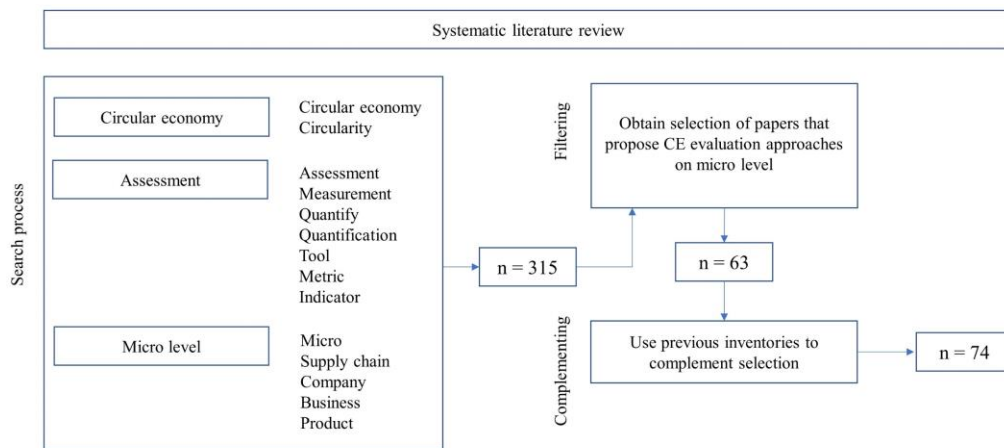 Systematic literature review
Search process
Circular economy
Circular economy
Circularity
Assessment
Assessment
Measurement
Quantify
Quantification
Tool
Metric
Indicator
Micro level
Micro
Supply chain
Company
Business
Product
n = 315
Filtering
Obtain selection of papers that
propose CE evaluation approaches
on micro level
n = 63
Complementing
Use previous inventories to
complement selection
n = 74